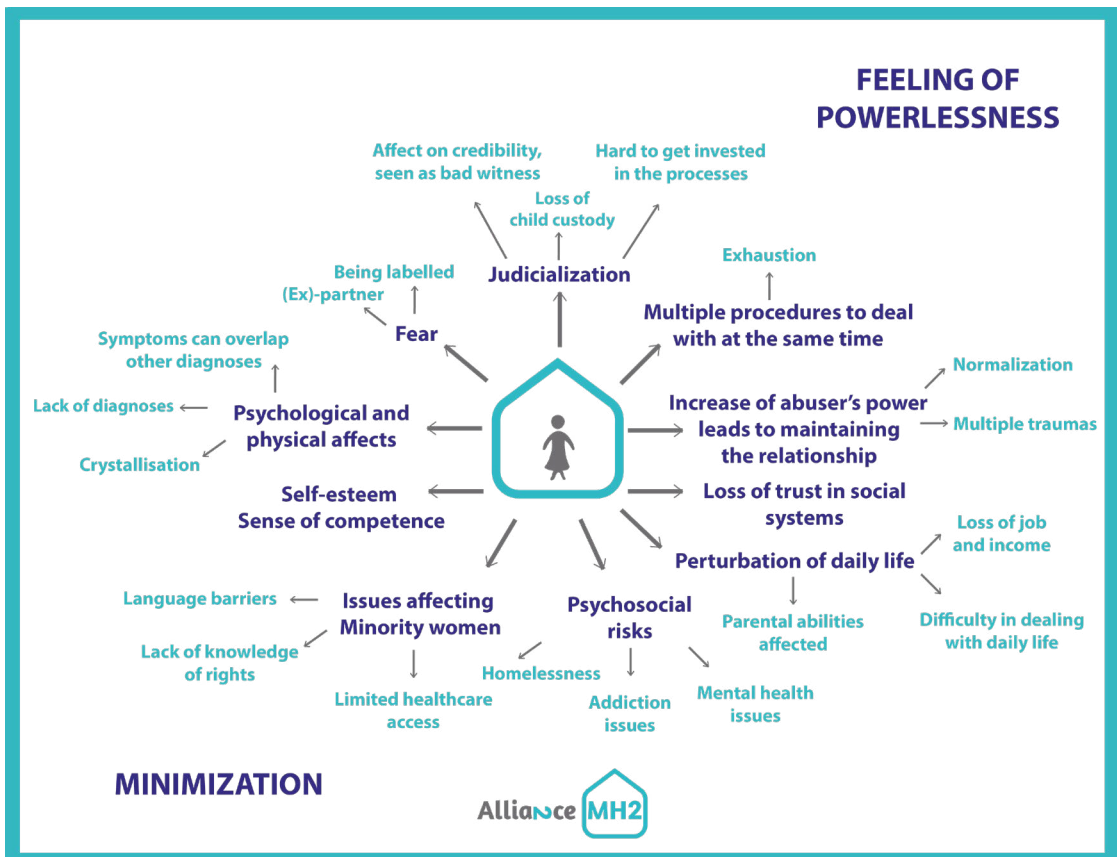 FEELING OF
POWERLESSNESS
Affect on credibility,
seen as bad witness
Hard to get invested
in the processes
Loss of
child custody
Judicialization
Exhaustion
Multiple procedures to deal
with at the same time
Being labelled
(Ex)-partner
Fear
Symptoms can overlap
other diagnoses
Lack of diagnoses
Psychological and
physical affects
Crystallisation
Normalization
Increase of abuser's power
leads to maintaining
the relationship
Multiple traumas
Self-esteem
Sense of competence
Loss of trust in social
systems
Perturbation of daily life
Loss of job
and income
Parental abilities
affected
Difficulty in dealing
with daily life
Issues affecting
Minority women
Language barriers
Lack of knowledge
of rights
Limited healthcare
access
Psychosocial
risks
Homelessness
Addiction
issues
Mental health
issues
MINIMIZATION
Alliance MH2